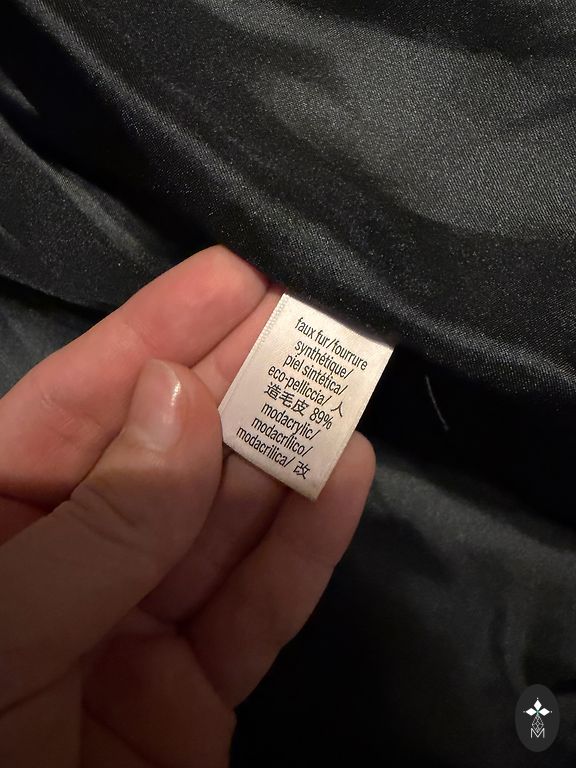 faux fur/fourrure
synthétique/
piel sintética/
eco-pelliccia/ 人
造毛皮 89%
modacrylic/
modacrílico/
modacrilica/ 改
M